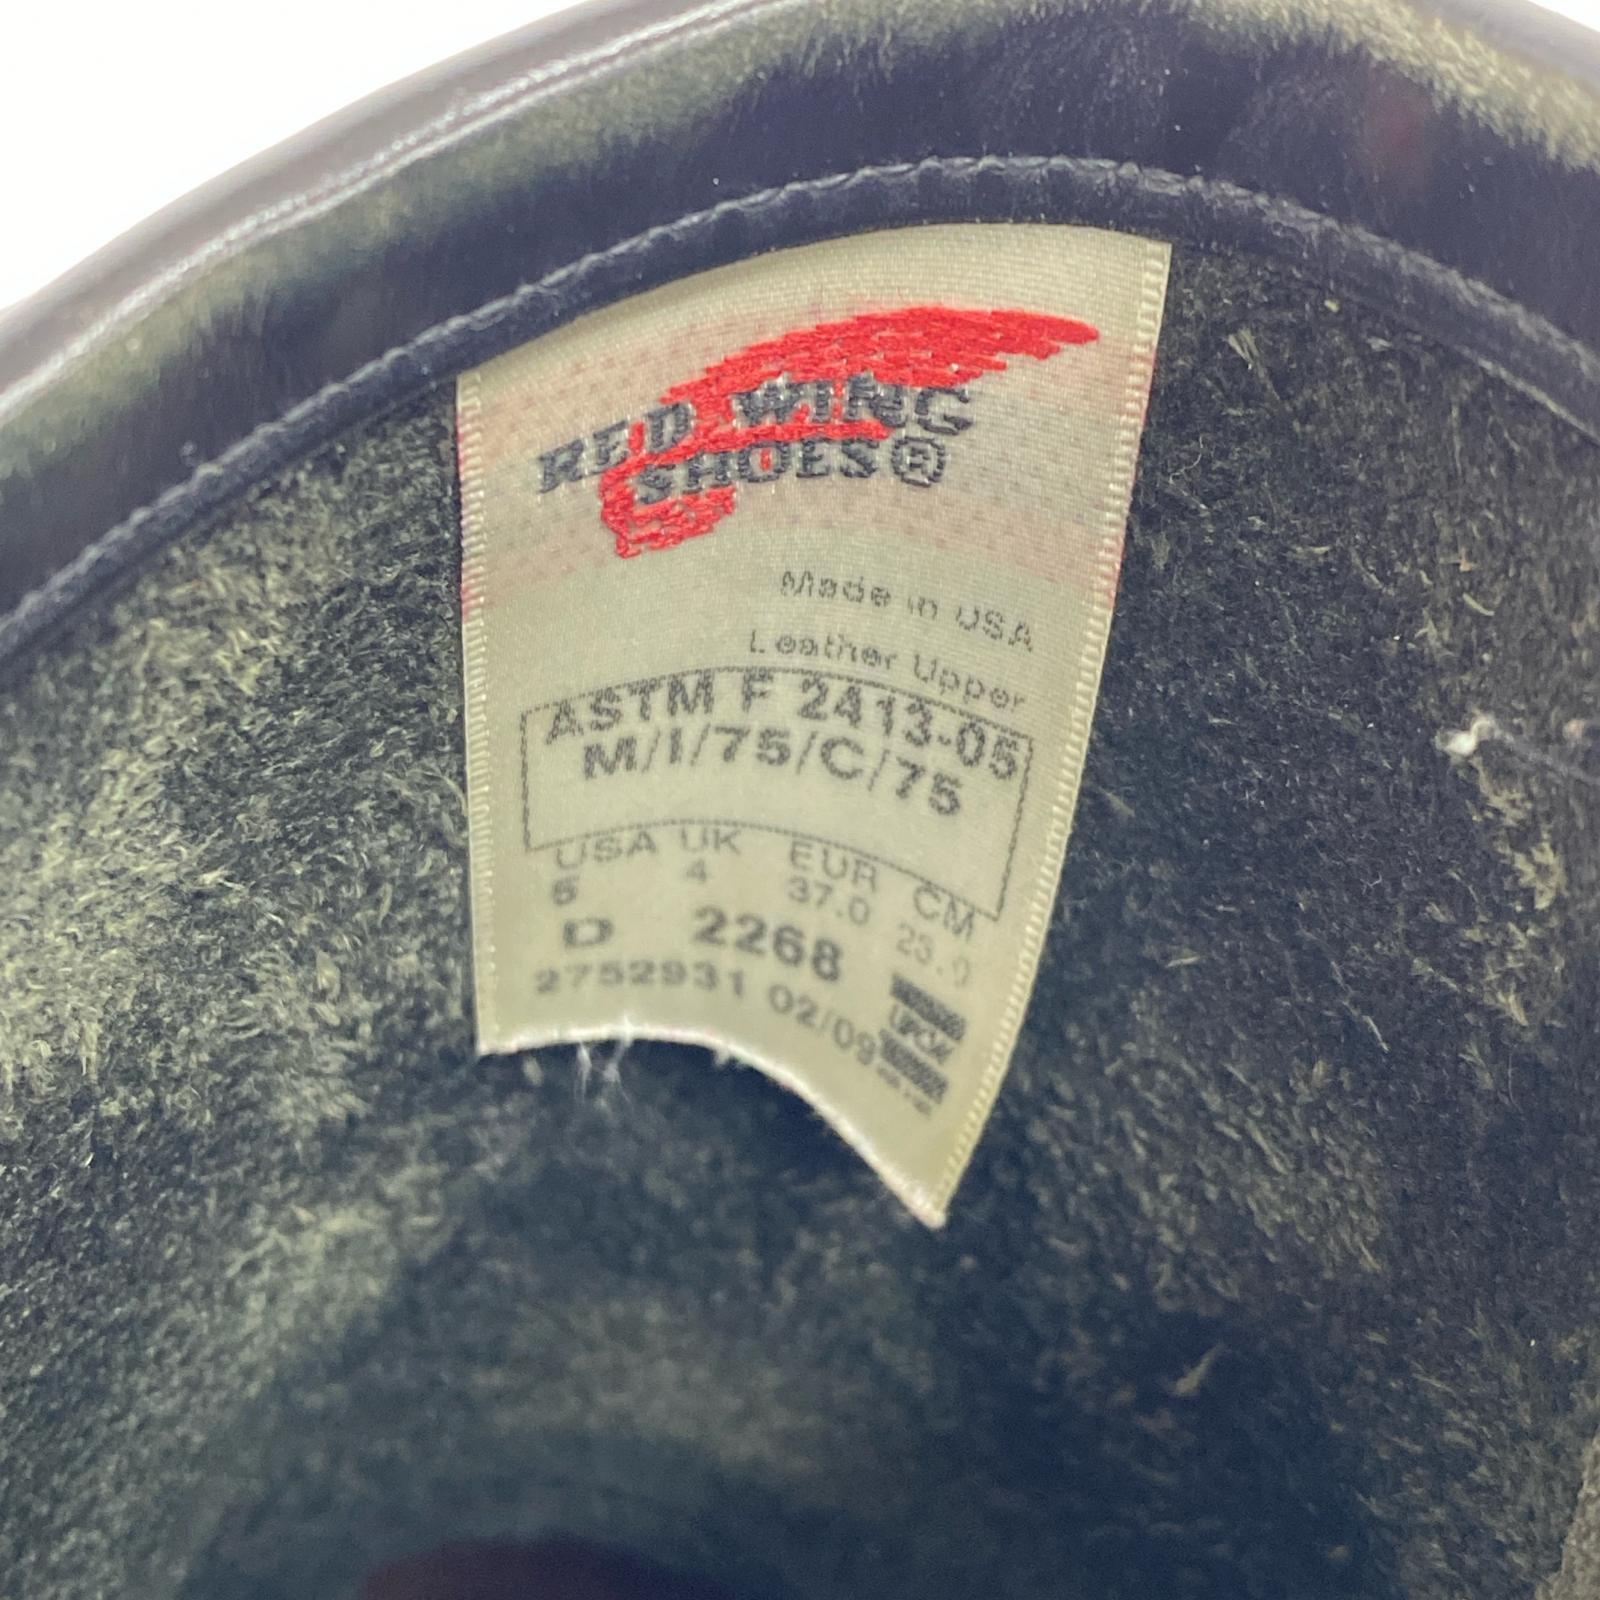 RED WING
SHOES®
Made in USA
Leather Upper
ASTM F 2413-05
M/I/75/C/75
USA UK EUR CM
5 4 37.0 23.0
D 2268
2752931 02/09